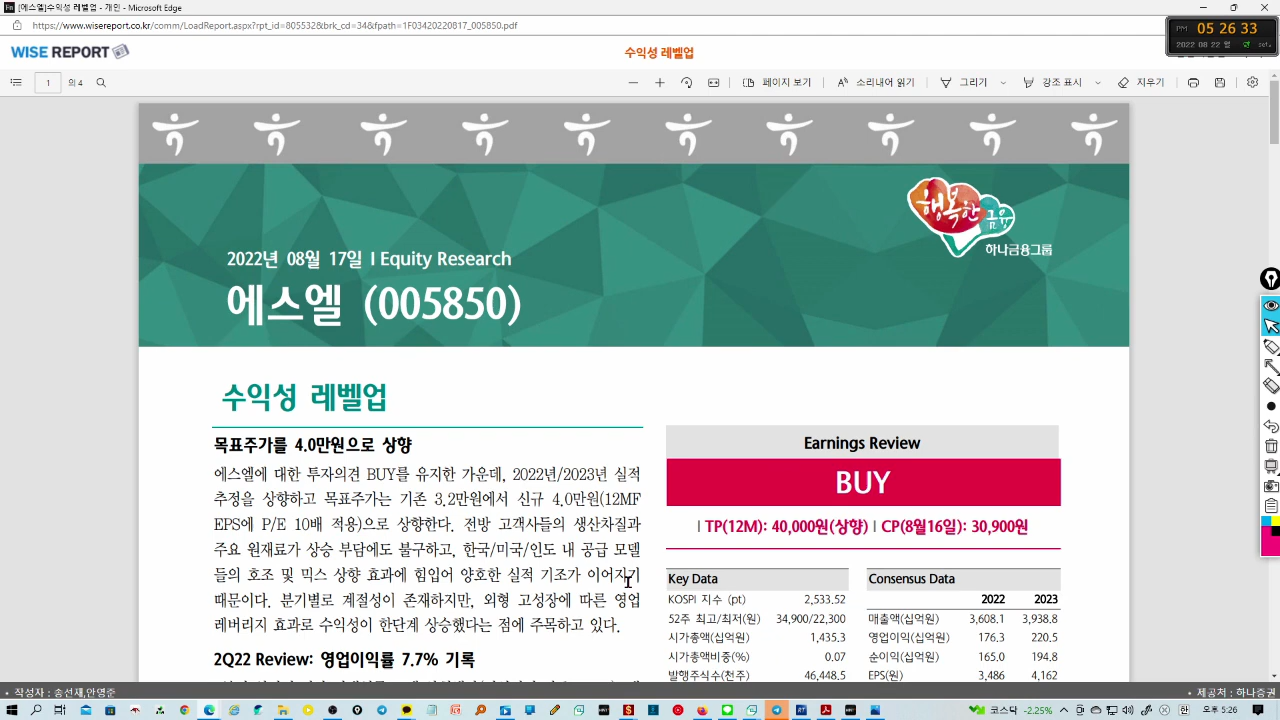 [에스엘]수익성 레벨업 - 개인 - Microsoft Edge
https://www.wisereport.co.kr/comm/LoadReport.aspx?rpt_id=805532&brk_cd=34&fpath=1F03420220817_005850.pdf
PM 05 26 33
2022 08 22 월
WISE REPORT
수익성 레벨업
1 의 4
페이지 보기
소리내어 읽기
그리기
강조 표시
지우기
행복한 금융
하나금융그룹
2022년 08월 17일 I Equity Research
에스엘 (005850)
수익성 레벨업
목표주가를 4.0만원으로 상향
에스엘에 대한 투자의견 BUY를 유지한 가운데, 2022년/2023년 실적
추정을 상향하고 목표주가는 기존 3.2만원에서 신규 4.0만원(12MF
EPS에 P/E 10배 적용)으로 상향한다. 전방 고객사들의 생산차질과
주요 원재료가 상승 부담에도 불구하고, 한국/미국/인도 내 공급 모델
들의 호조 및 믹스 상향 효과에 힘입어 양호한 실적 기조가 이어지기
때문이다. 분기별로 계절성이 존재하지만, 외형 고성장에 따른 영업
레버리지 효과로 수익성이 한단계 상승했다는 점에 주목하고 있다.
2Q22 Review: 영업이익률 7.7% 기록
Earnings Review
BUY
I TP(12M): 40,000원(상향) I CP(8월16일): 30,900원
Key Data
KOSPI 지수 (pt) 2,533.52
52주 최고/최저(원) 34,900/22,300
시가총액(십억원) 1,435.3
시가총액비중(%) 0.07
발행주식수(천주) 46,448.5
Consensus Data
2022 2023
매출액(십억원) 3,608.1 3,938.8
영업이익(십억원) 176.3 220.5
순이익(십억원) 165.0 194.8
EPS(원) 3,486 4,162
• 작성자 : 송선재,안영준
• 제공처 : 하나증권
코스닥 -2.25%
오후 5:26